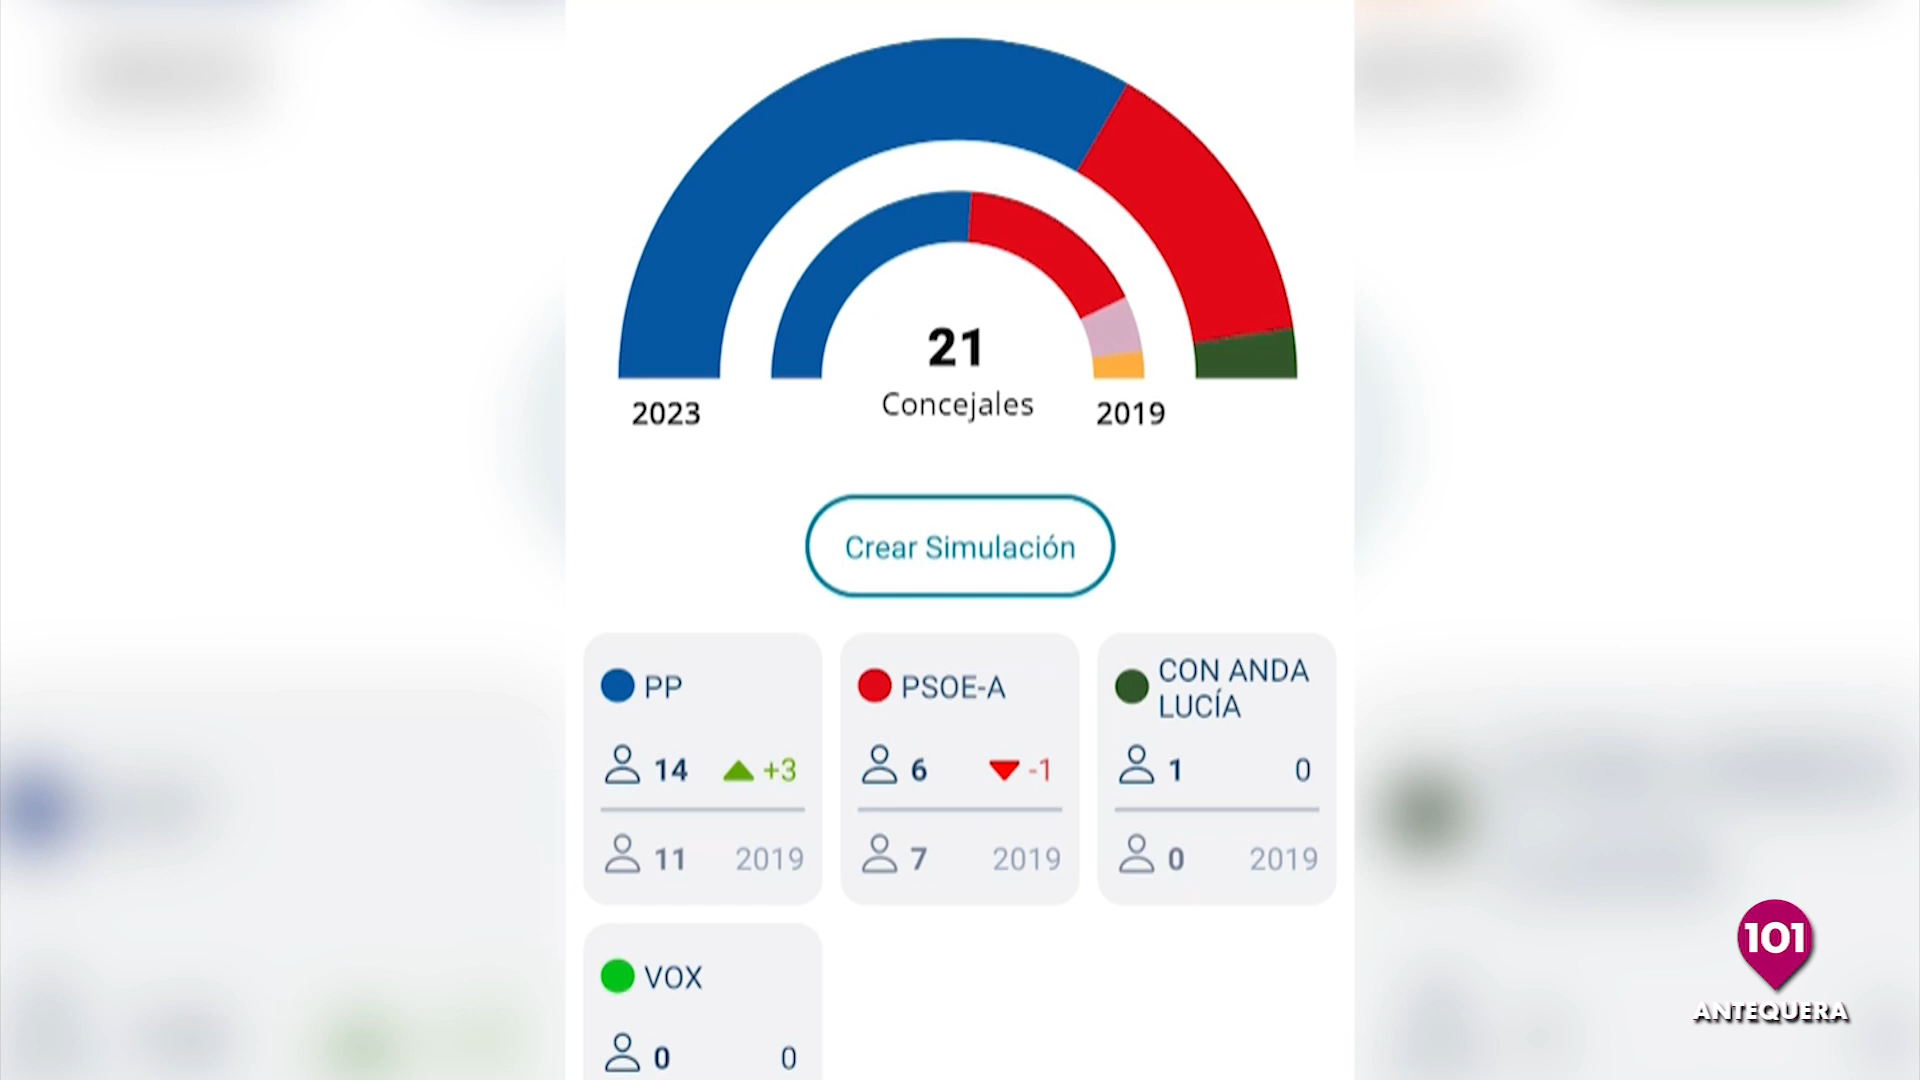 21
Concejales
2023
2019
Crear Simulación
PP
14 +3
11 2019
PSOE-A
6 -1
7 2019
CON ANDA
LUCÍA
1 0
0 2019
VOX
0 0
101
ANTEQUERA